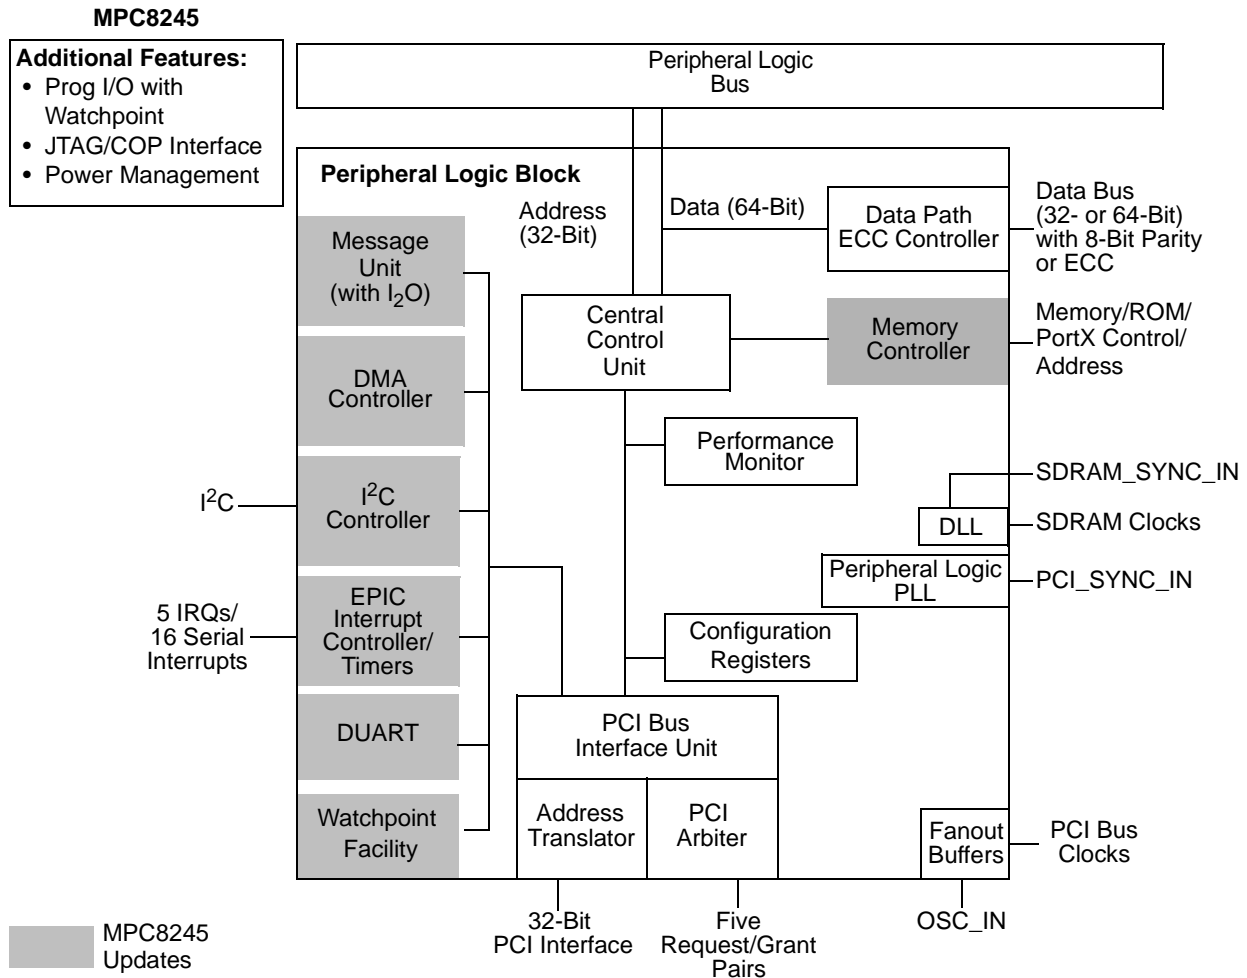 MPC8245
Additional Features:
• Prog I/O with
Watchpoint
• JTAG/COP Interface
• Power Management
Peripheral Logic
Bus
Peripheral Logic Block
Address
(32-Bit)
Data (64-Bit)
Data Path
ECC Controller
Data Bus
(32- or 64-Bit)
with 8-Bit Parity
or ECC
Message
Unit
(with I2O)
Central
Control
Unit
Memory
Controller
Memory/ROM/
PortX Control/
Address
DMA
Controller
Performance
Monitor
I2C
I2C
Controller
SDRAM_SYNC_IN
DLL
SDRAM Clocks
Peripheral Logic
PLL
PCI_SYNC_IN
5 IRQs/
16 Serial
Interrupts
EPIC
Interrupt
Controller/
Timers
Configuration
Registers
DUART
PCI Bus
Interface Unit
Watchpoint
Facility
Address
Translator
PCI
Arbiter
Fanout
Buffers
PCI Bus
Clocks
32-Bit
PCI Interface
Five
Request/Grant
Pairs
OSC_IN
MPC8245
Updates